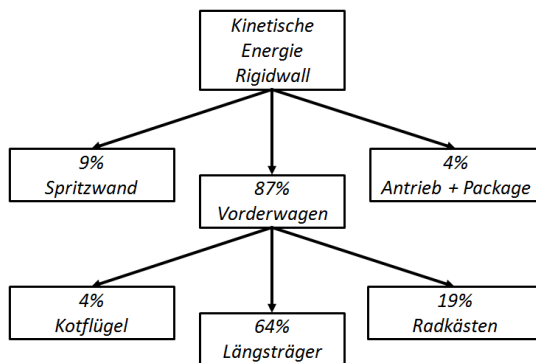 Kinetische
Energie
Rigidwall
9%
Spritzwand
87%
Vorderwagen
4%
Antrieb + Package
4%
Kotflügel
64%
Längsträger
19%
Radkästen